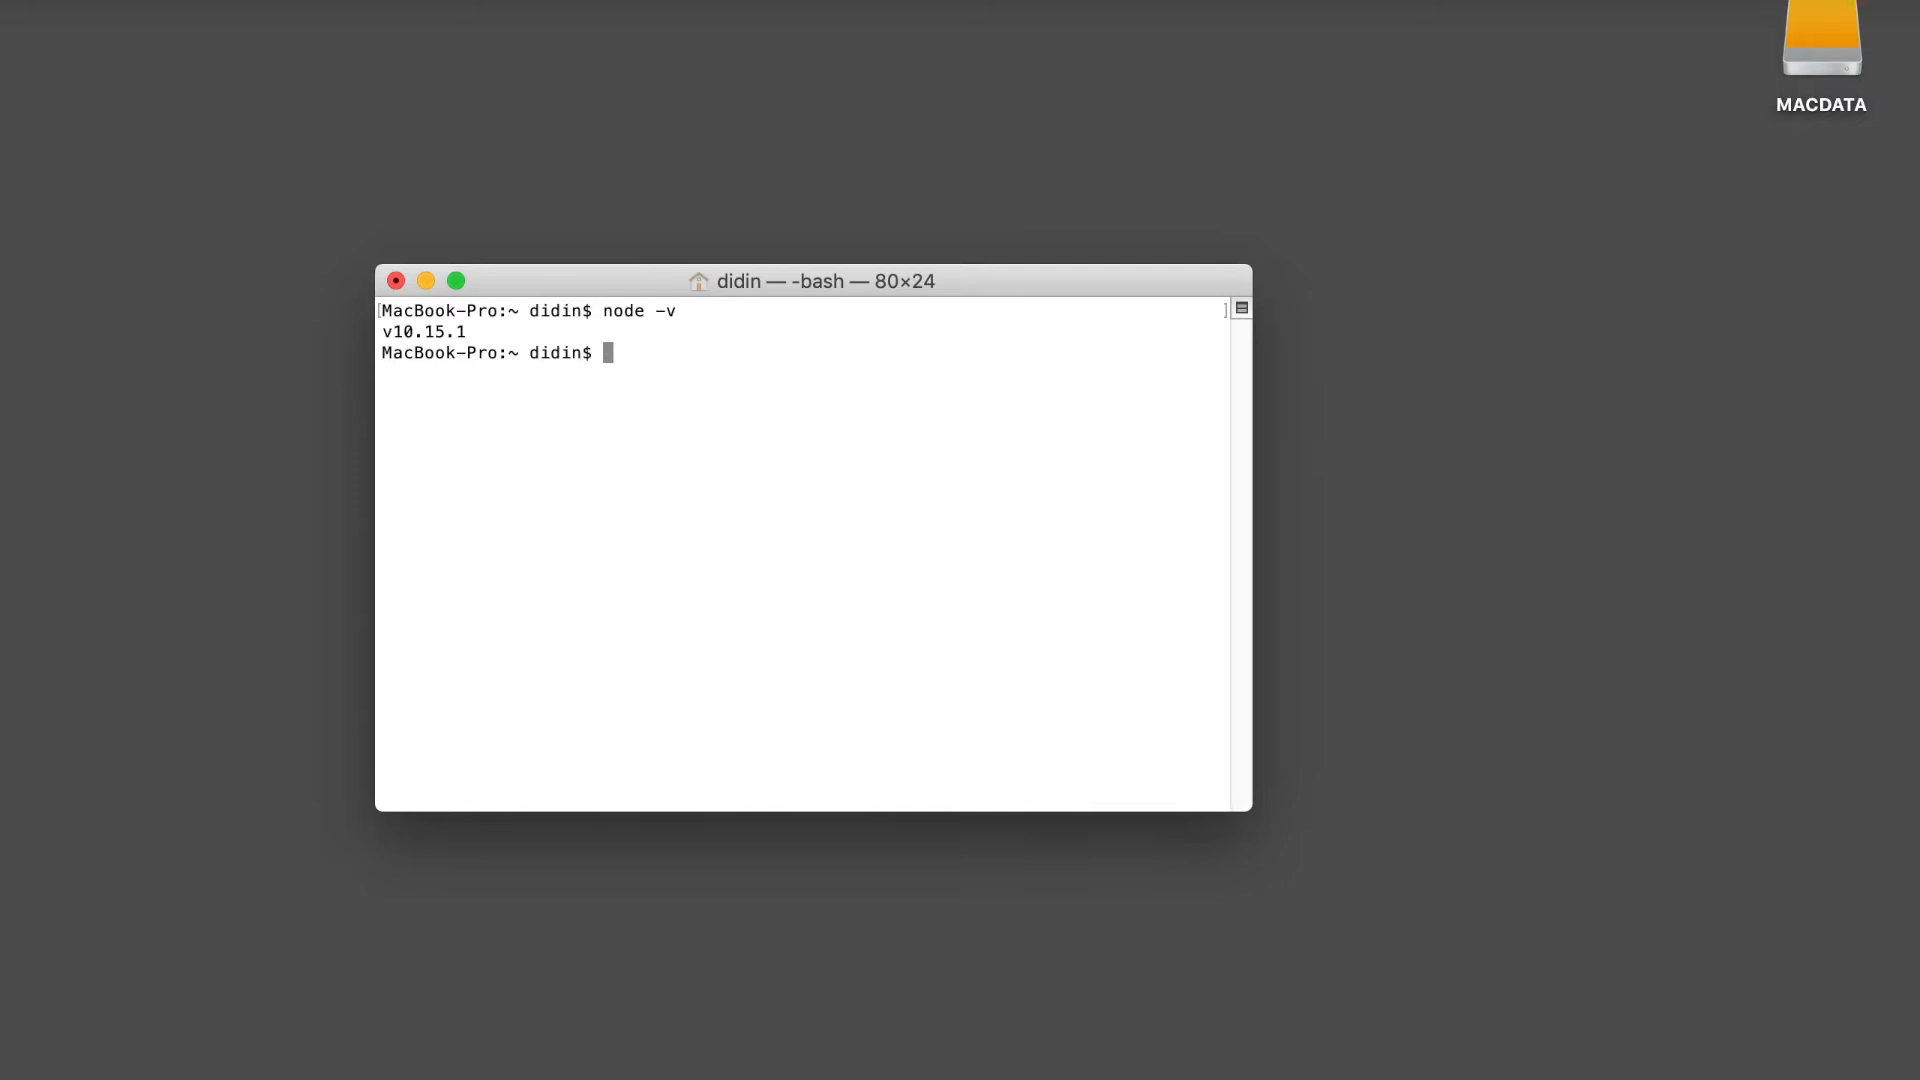 MACDATA
didin — -bash — 80×24
[MacBook-Pro:~ didin$ node -v ]
v10.15.1
MacBook-Pro:~ didin$